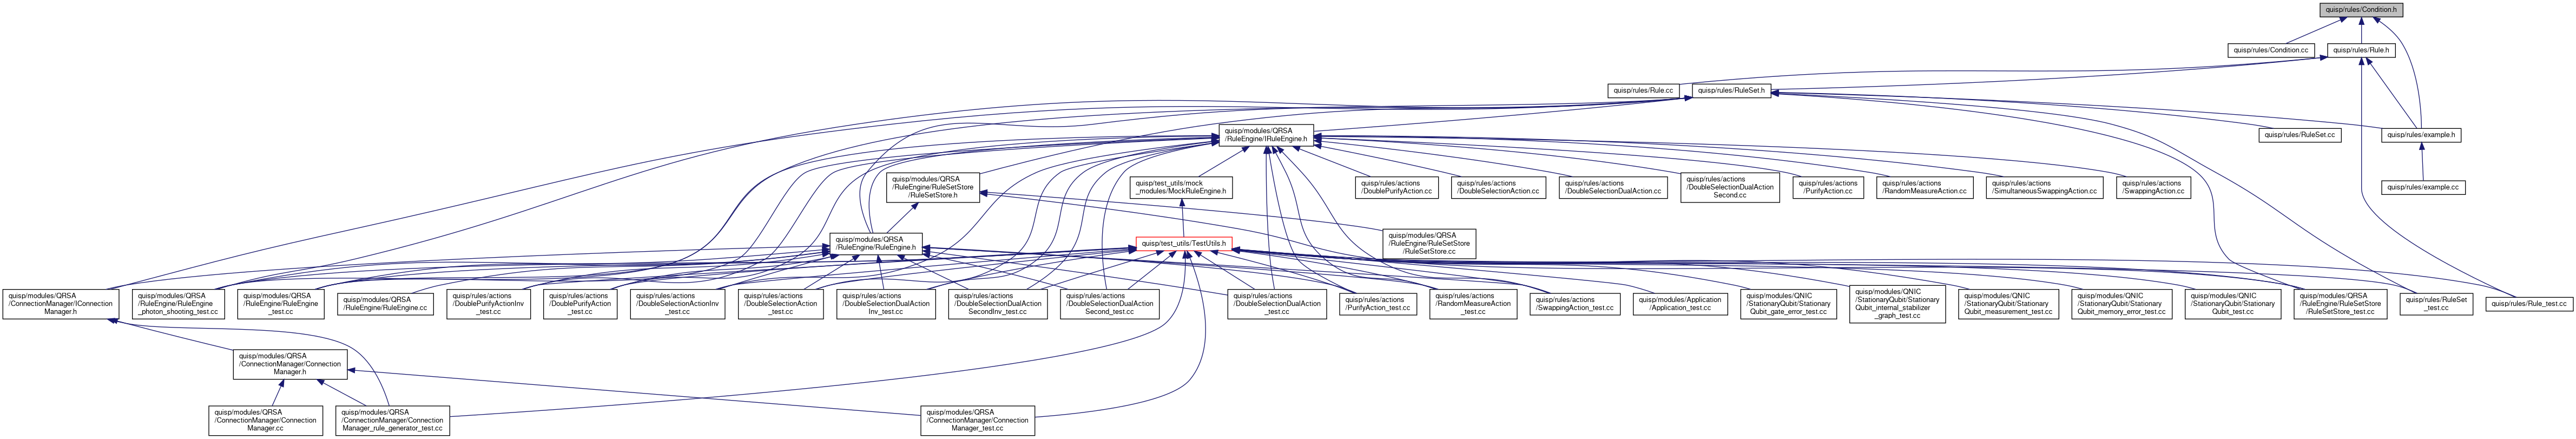 quisp/rules/Condition.h
quisp/rules/Condition.cc
quisp/rules/Rule.h
quisp/rules/Rule.cc
quisp/rules/RuleSet.h
quisp/modules/QRSA
/RuleEngine/IRuleEngine.h
quisp/rules/RuleSet.cc
quisp/rules/example.h
quisp/modules/QRSA
/RuleEngine/RuleSetStore
/RuleSetStore.h
quisp/test_utils/mock
_modules/MockRuleEngine.h
quisp/rules/actions
/DoublePurifyAction.cc
quisp/rules/actions
/DoubleSelectionAction.cc
quisp/rules/actions
/DoubleSelectionDualAction.cc
quisp/rules/actions
/DoubleSelectionDualAction
Second.cc
quisp/rules/actions
/PurifyAction.cc
quisp/rules/actions
/RandomMeasureAction.cc
quisp/rules/actions
/SimultaneousSwappingAction.cc
quisp/rules/actions
/SwappingAction.cc
quisp/rules/example.cc
quisp/modules/QRSA
/RuleEngine/RuleEngine.h
quisp/test_utils/TestUtils.h
quisp/modules/QRSA
/RuleEngine/RuleSetStore
/RuleSetStore.cc
quisp/modules/QRSA
/ConnectionManager/IConnection
Manager.h
quisp/modules/QRSA
/RuleEngine/RuleEngine
_photon_shooting_test.cc
quisp/modules/QRSA
/RuleEngine/RuleEngine
_test.cc
quisp/modules/QRSA
/RuleEngine/RuleEngine.cc
quisp/rules/actions
/DoublePurifyActionInv
_test.cc
quisp/rules/actions
/DoublePurifyAction
_test.cc
quisp/rules/actions
/DoubleSelectionActionInv
_test.cc
quisp/rules/actions
/DoubleSelectionAction
_test.cc
quisp/rules/actions
/DoubleSelectionDualAction
Inv_test.cc
quisp/rules/actions
/DoubleSelectionDualAction
SecondInv_test.cc
quisp/rules/actions
/DoubleSelectionDualAction
Second_test.cc
quisp/rules/actions
/DoubleSelectionDualAction
_test.cc
quisp/rules/actions
/PurifyAction_test.cc
quisp/rules/actions
/RandomMeasureAction
_test.cc
quisp/rules/actions
/SwappingAction_test.cc
quisp/modules/Application
/Application_test.cc
quisp/modules/QNIC
/StationaryQubit/Stationary
Qubit_gate_error_test.cc
quisp/modules/QNIC
/StationaryQubit/Stationary
Qubit_internal_stabilizer
_graph_test.cc
quisp/modules/QNIC
/StationaryQubit/Stationary
Qubit_measurement_test.cc
quisp/modules/QNIC
/StationaryQubit/Stationary
Qubit_memory_error_test.cc
quisp/modules/QNIC
/StationaryQubit/Stationary
Qubit_test.cc
quisp/modules/QRSA
/RuleEngine/RuleSetStore
/RuleSetStore_test.cc
quisp/rules/RuleSet
_test.cc
quisp/rules/Rule_test.cc
quisp/modules/QRSA
/ConnectionManager/Connection
Manager.h
quisp/modules/QRSA
/ConnectionManager/Connection
Manager.cc
quisp/modules/QRSA
/ConnectionManager/Connection
Manager_rule_generator_test.cc
quisp/modules/QRSA
/ConnectionManager/Connection
Manager_test.cc